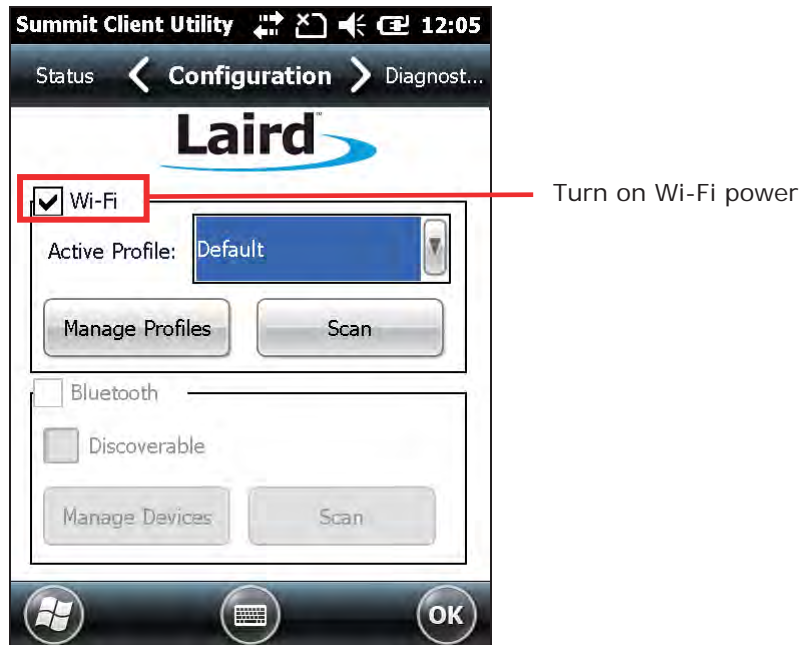 Summit Client Utility 12:05
Status Configuration Diagnost...
Laird™
Wi-Fi
Turn on Wi-Fi power
Active Profile: Default
Manage Profiles Scan
Bluetooth
Discoverable
Manage Devices Scan
OK